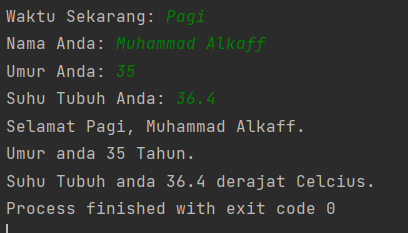 Waktu Sekarang: Pagi
Nama Anda: Muhammad Alkaff
Umur Anda: 35
Suhu Tubuh Anda: 36.4
Selamat Pagi, Muhammad Alkaff.
Umur anda 35 Tahun.
Suhu Tubuh anda 36.4 derajat Celcius.
Process finished with exit code 0